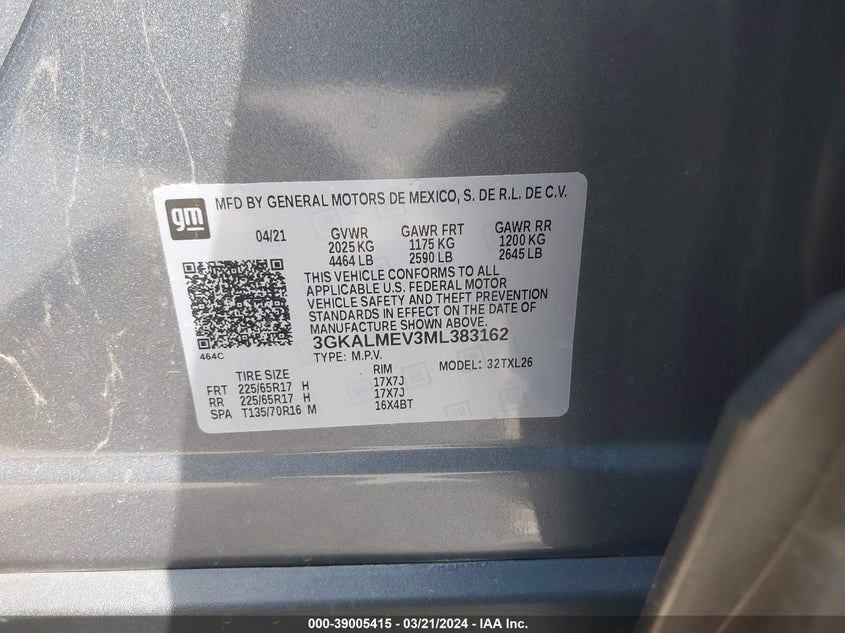 gm
MFD BY GENERAL MOTORS DE MEXICO, S. DE R.L. DE C.V.
04/21 GVWR GAWR FRT GAWR RR
2025 KG 1175 KG 1200 KG
4464 LB 2590 LB 2645 LB
THIS VEHICLE CONFORMS TO ALL
APPLICABLE U.S. FEDERAL MOTOR
VEHICLE SAFETY AND THEFT PREVENTION
STANDARDS IN EFFECT ON THE DATE OF
MANUFACTURE SHOWN ABOVE.
3GKALMEV3ML383162
464C
TYPE: M.P.V. MODEL: 32TXL26
TIRE SIZE RIM
FRT 225/65R17 H 17X7J
RR 225/65R17 H 17X7J
SPA T135/70R16 M 16X4BT
000-39005415 - 03/21/2024 - IAA Inc.